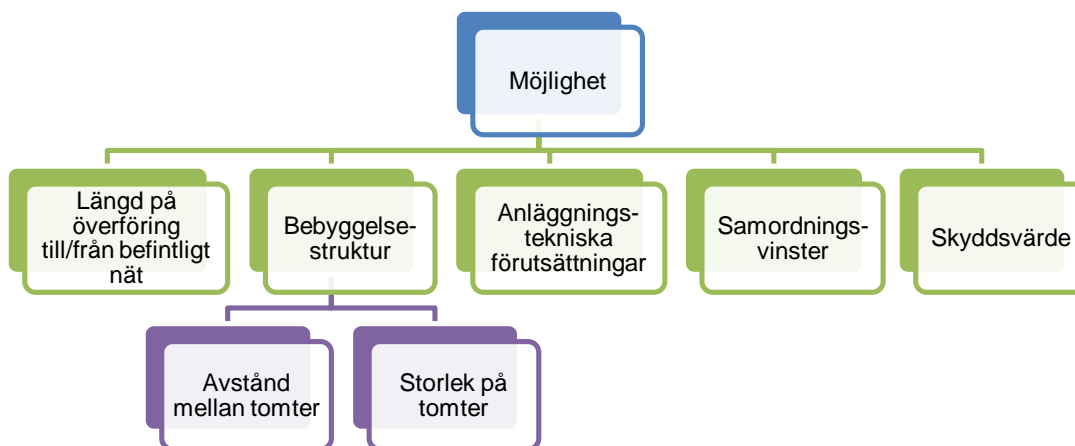 Möjlighet
Längd på
överföring
till/från befintligt
nät
Bebyggelse-
struktur
Anläggnings-
tekniska
förutsättningar
Samordnings-
vinster
Skyddsvärde
Avstånd
mellan tomter
Storlek på
tomter